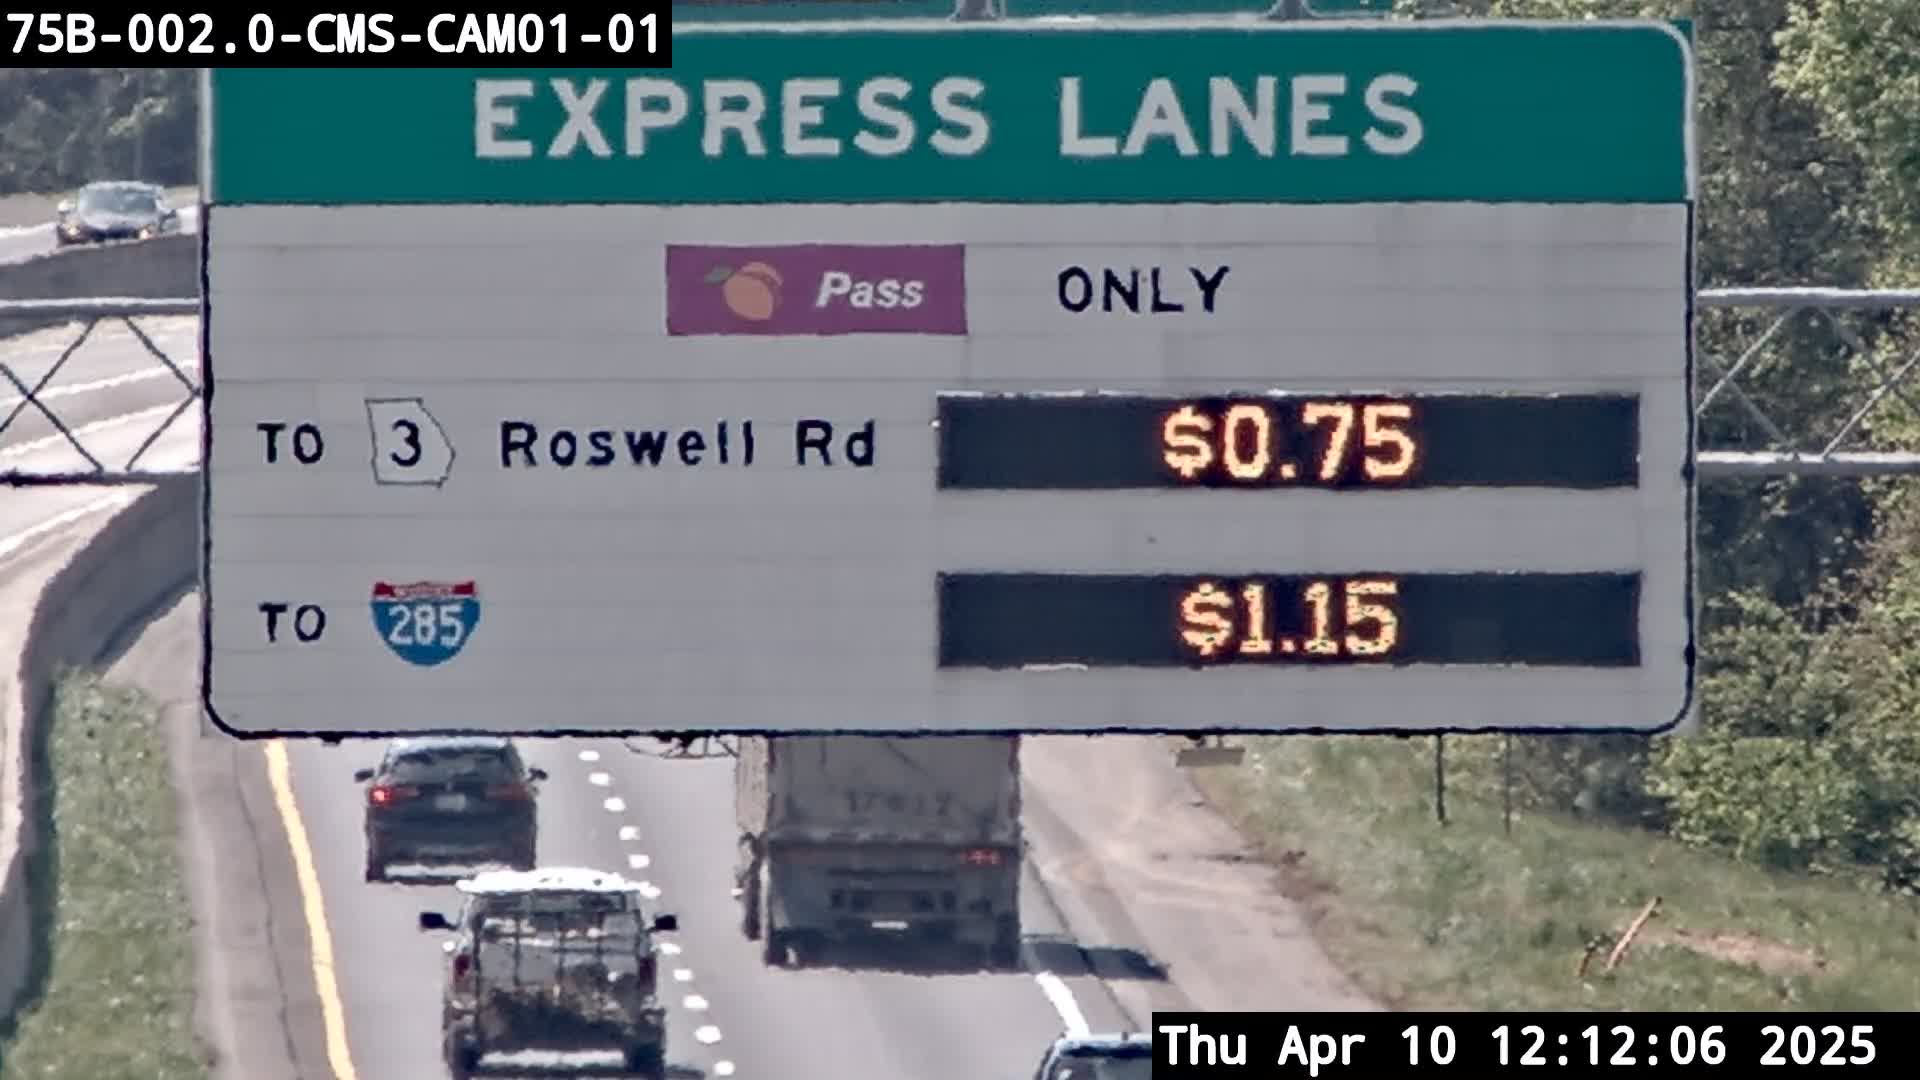 75B-002.0-CMS-CAM01-01
EXPRESS LANES
Pass ONLY
TO 3 Roswell Rd $0.75
TO 285 $1.15
Thu Apr 10 12:12:06 2025